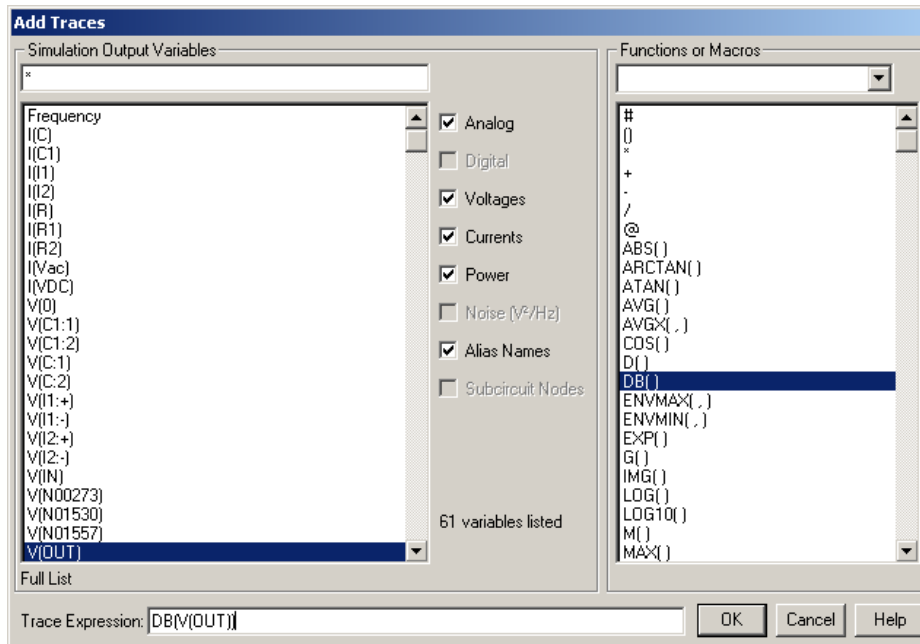 Add Traces
Simulation Output Variables
*
Frequency
I(C)
I(C1)
I(I1)
I(I2)
I(R)
I(R1)
I(R2)
I(Vac)
I(VDC)
V(0)
V(C1:1)
V(C1:2)
V(C:1)
V(C:2)
V(I1:+)
V(I1:-)
V(I2:+)
V(I2:-)
V(IN)
V(N00273)
V(N01530)
V(N01557)
V(OUT)
Full List
Analog
Digital
Voltages
Currents
Power
Noise (V²/Hz)
Alias Names
Subcircuit Nodes
61 variables listed
Functions or Macros
#
()
*
+
-
/
@
ABS( )
ARCTAN( )
ATAN( )
AVG( )
AVGX( , )
COS( )
D( )
DB( )
ENVMAX( , )
ENVMIN( , )
EXP( )
G( )
IMG( )
LOG( )
LOG10( )
M( )
MAX( )
Trace Expression: DB(V(OUT))
OK
Cancel
Help